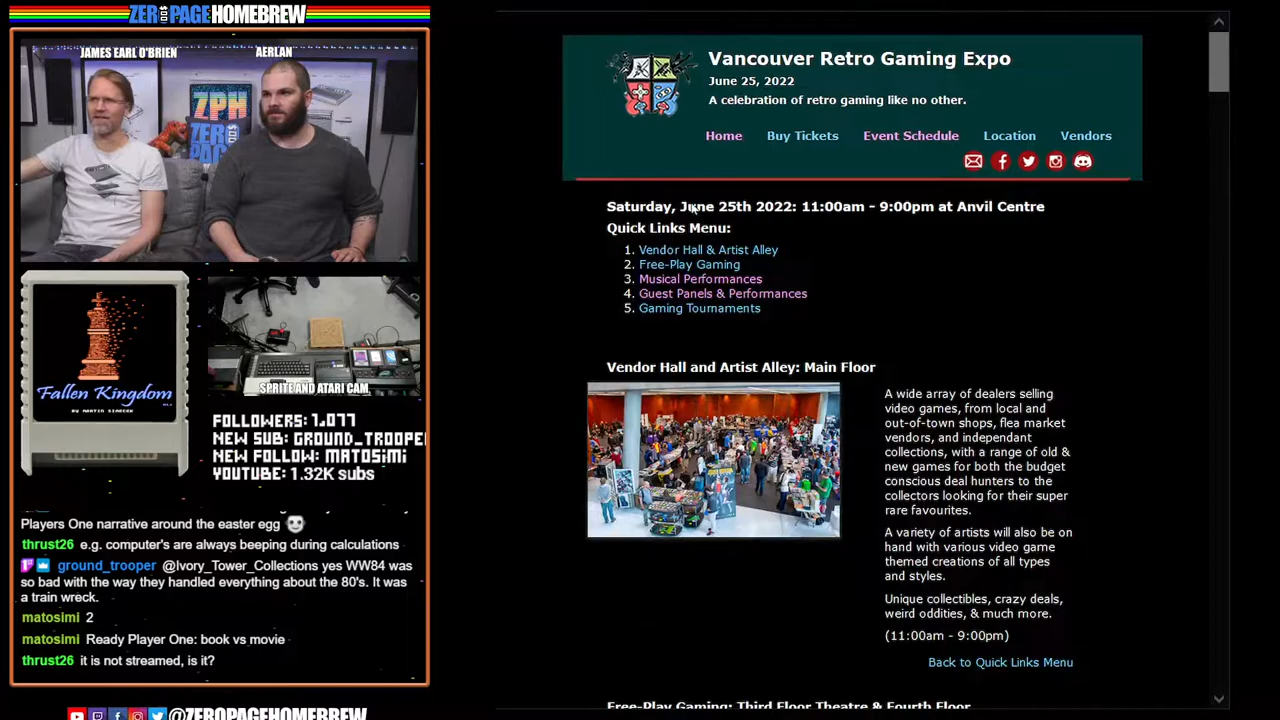 ZEROPAGEHOMEBREW
JAMES EARL O'BRIEN
AERLAN
ZPH
ZERO
PAGE
Fallen Kingdom
BY MARTIN SIMECEK
SPRITE AND ATARI CAM
FOLLOWERS: 1,077
NEW SUB: GROUND_TROOPER
NEW FOLLOW: MATOSIMI
YOUTUBE: 1.32K subs
Players One narrative around the easter egg
thrust26 e.g. computer's are always beeping during calculations
ground_trooper @Ivory_Tower_Collections yes WW84 was
so bad with the way they handled everything about the 80's. It was
a train wreck.
matosimi 2
matosimi Ready Player One: book vs movie
thrust26 it is not streamed, is it?
@ZEROPAGEHOMEBREW
Vancouver Retro Gaming Expo
June 25, 2022
A celebration of retro gaming like no other.
Home Buy Tickets Event Schedule Location Vendors
Saturday, June 25th 2022: 11:00am - 9:00pm at Anvil Centre
Quick Links Menu:
1. Vendor Hall & Artist Alley
2. Free-Play Gaming
3. Musical Performances
4. Guest Panels & Performances
5. Gaming Tournaments
Vendor Hall and Artist Alley: Main Floor
A wide array of dealers selling
video games, from local and
out-of-town shops, flea market
vendors, and independant
collections, with a range of old &
new games for both the budget
conscious deal hunters to the
collectors looking for their super
rare favourites.
A variety of artists will also be on
hand with various video game
themed creations of all types
and styles.
Unique collectibles, crazy deals,
weird oddities, & much more.
(11:00am - 9:00pm)
Back to Quick Links Menu
Free-Play Gaming: Third Floor Theatre & Fourth Floor